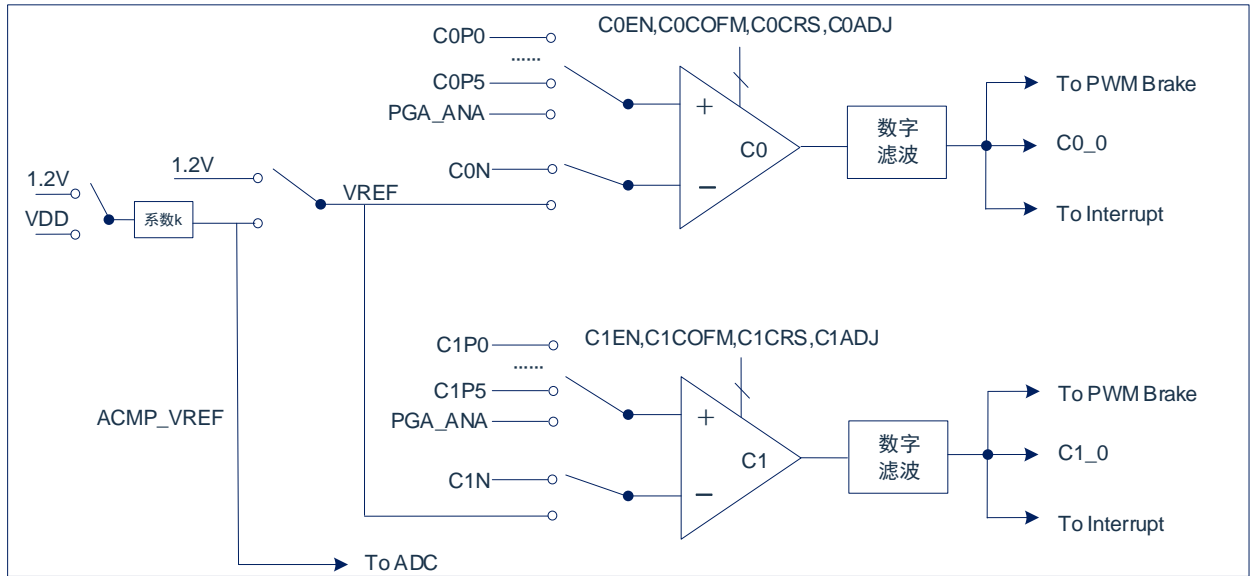 C0EN,C0COFM,C0CRS,C0ADJ
C0P0
......
C0P5
PGA_ANA
C0N
+
−
C0
数字
滤波
To PWM Brake
C0_0
To Interrupt
1.2V
VDD
系数k
1.2V
VREF
C1EN,C1COFM,C1CRS,C1ADJ
C1P0
......
C1P5
PGA_ANA
C1N
+
−
C1
数字
滤波
To PWM Brake
C1_0
To Interrupt
ACMP_VREF
To ADC